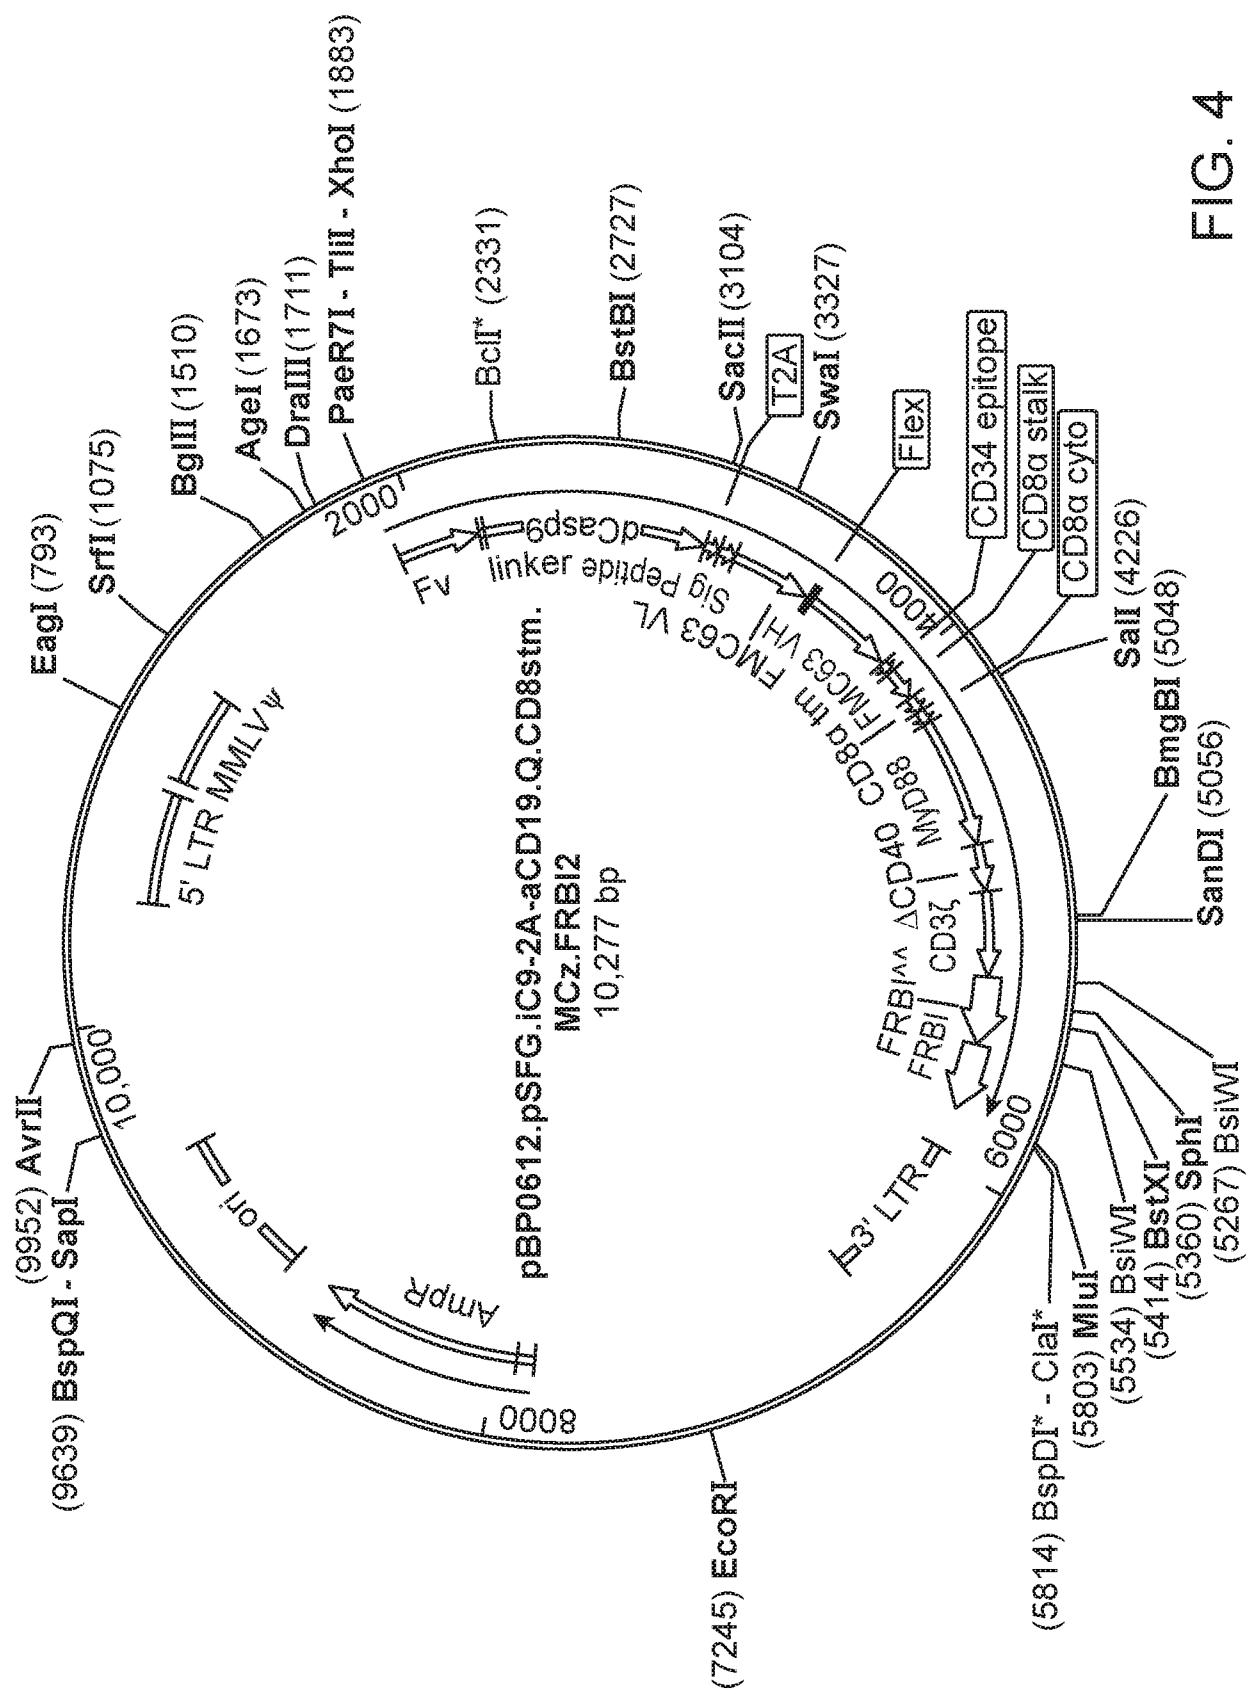 EagI (793)
SrfI (1075)
BglII (1510)
AgeI (1673)
DraIII (1711)
PaeR7I - TliI - XhoI (1883)
BclI* (2331)
BstBI (2727)
SacII (3104)
T2A
SwaI (3327)
Flex
CD34 epitope
CD8α stalk
CD8α cyto
SalI (4226)
BmgBI (5048)
SanDI (5056)
(5267) BsiWI
(5360) SphI
(5414) BstXI
(5534) BsiWI
(5803) MluI
(5814) BspDI* - ClaI*
(7245) EcoRI
(9639) BspQI - SapI
(9952) AvrII
2000
4000
6000
8000
10,000
5' LTR
MMLV ψ
Fv
linker
dCasp9
Sig Peptide
FMC63 VL
FMC63 VH
CD8α tm
MyD88
ΔCD40
CD3ζ
FRBl^^
FRBl
3' LTR
AmpR
ori
pBP0612.pSFG.iC9-2A-aCD19.Q.CD8stm.
MCz.FRBl2
10,277 bp
FIG. 4